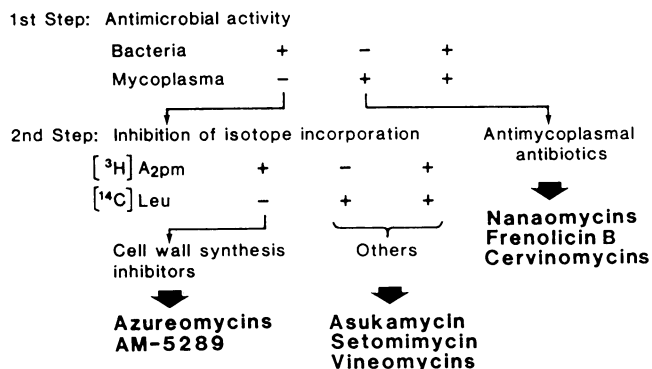 1st Step: Antimicrobial activity
Bacteria + − +
Mycoplasma − + +
2nd Step: Inhibition of isotope incorporation
Antimycoplasmal
antibiotics
[³H] A₂pm + − +
[¹⁴C] Leu − + +
Nanaomycins
Frenolicin B
Cervinomycins
Cell wall synthesis
inhibitors
Others
Azureomycins
AM-5289
Asukamycin
Setomimycin
Vineomycins